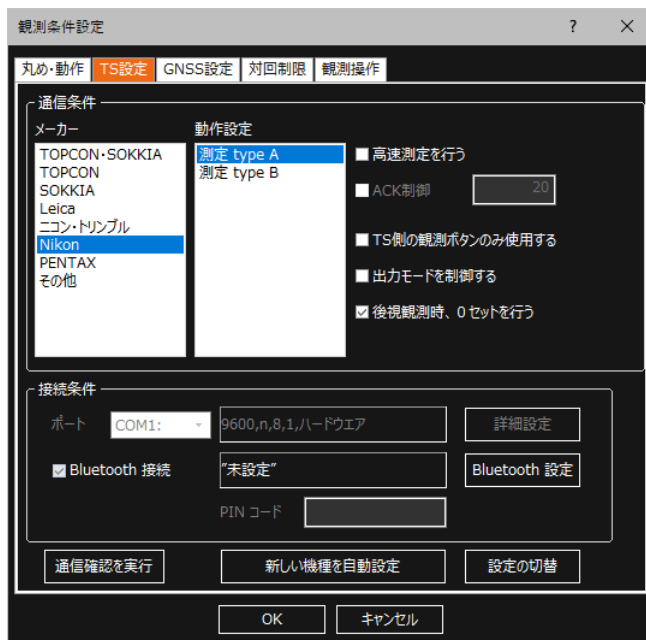 観測条件設定 ? ×
丸め・動作 TS設定 GNSS設定 対回制限 観測操作
通信条件
メーカー
TOPCON・SOKKIA
TOPCON
SOKKIA
Leica
ニコン・トリンブル
Nikon
PENTAX
その他
動作設定
測定 type A
測定 type B
高速測定を行う
ACK制御 20
TS側の観測ボタンのみ使用する
出力モードを制御する
後視観測時、0セットを行う
接続条件
ポート COM1: 9600,n,8,1,ハードウエア 詳細設定
Bluetooth 接続 "未設定" Bluetooth 設定
PIN コード
通信確認を実行 新しい機種を自動設定 設定の切替
OK キャンセル